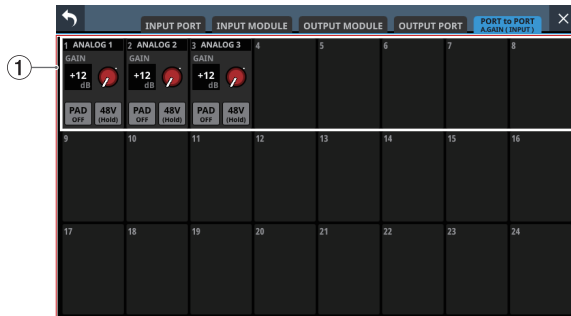 INPUT PORT INPUT MODULE OUTPUT MODULE OUTPUT PORT PORT to PORT
A.GAIN ( INPUT )
1 ANALOG 1 2 ANALOG 2 3 ANALOG 3 4 5 6 7 8
GAIN GAIN GAIN
+12 +12 +12
dB dB dB
1
PAD 48V PAD 48V PAD 48V
OFF (Hold) OFF (Hold) OFF (Hold)
9 10 11 12 13 14 15 16
17 18 19 20 21 22 23 24